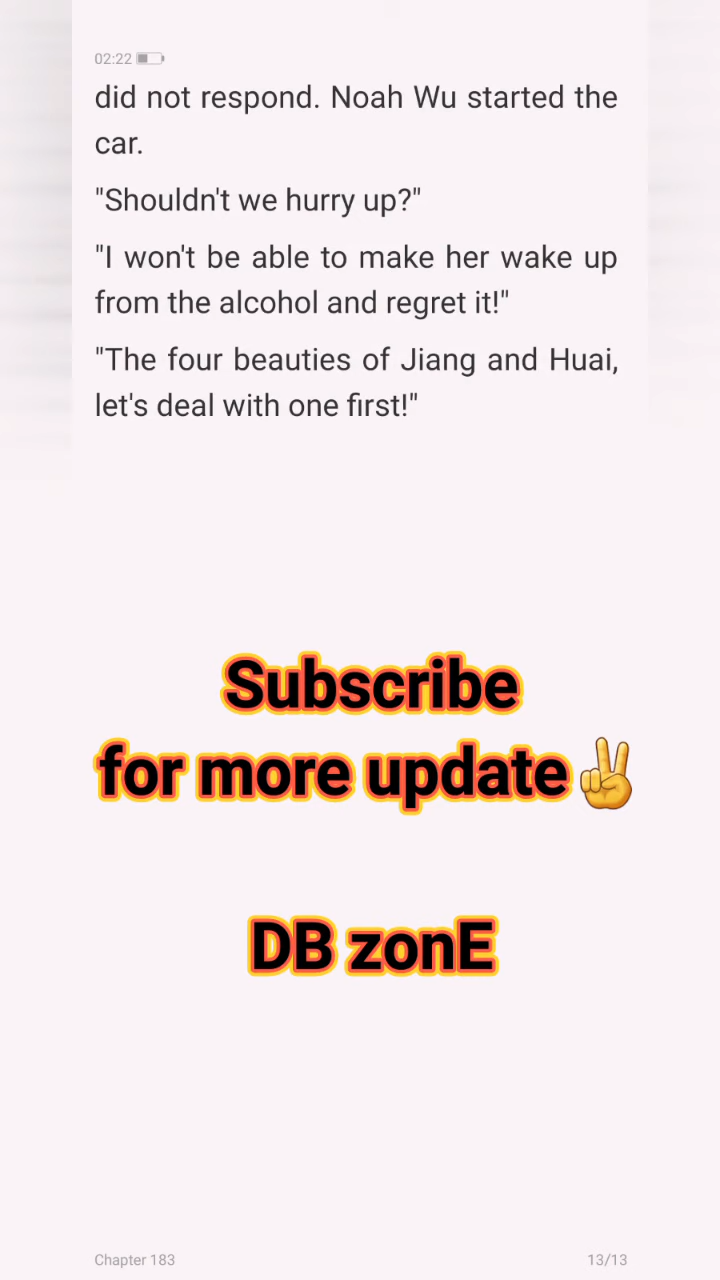 02:22
did not respond. Noah Wu started the
car.
"Shouldn't we hurry up?"
"I won't be able to make her wake up
from the alcohol and regret it!"
"The four beauties of Jiang and Huai,
let's deal with one first!"
Subscribe
for more update✌️
DB zonE
Chapter 183 13/13